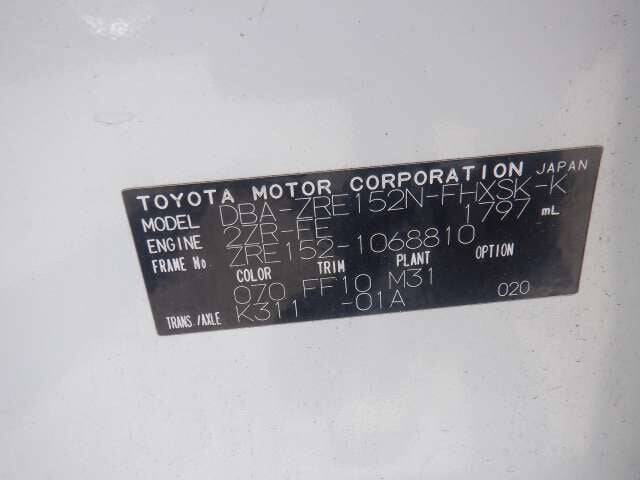 TOYOTA MOTOR CORPORATION JAPAN
MODEL DBA-ZRE152N-FHXSK-K
ENGINE 2ZR-FE 1797 mL
FRAME No. ZRE152-1068810
COLOR TRIM PLANT OPTION
070 FF10 M31
TRANS./AXLE K311 -01A 020